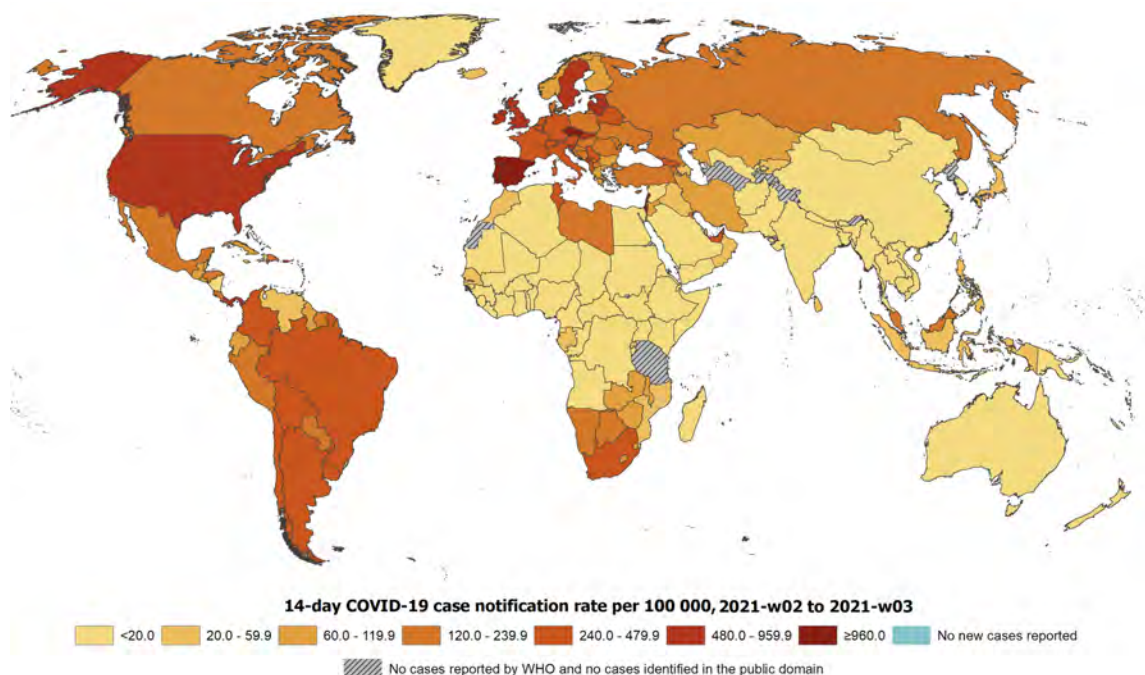 14-day COVID-19 case notification rate per 100 000, 2021-w02 to 2021-w03
<20.0 20.0 - 59.9 60.0 - 119.9 120.0 - 239.9 240.0 - 479.9 480.0 - 959.9 ≥960.0 No new cases reported
No cases reported by WHO and no cases identified in the public domain